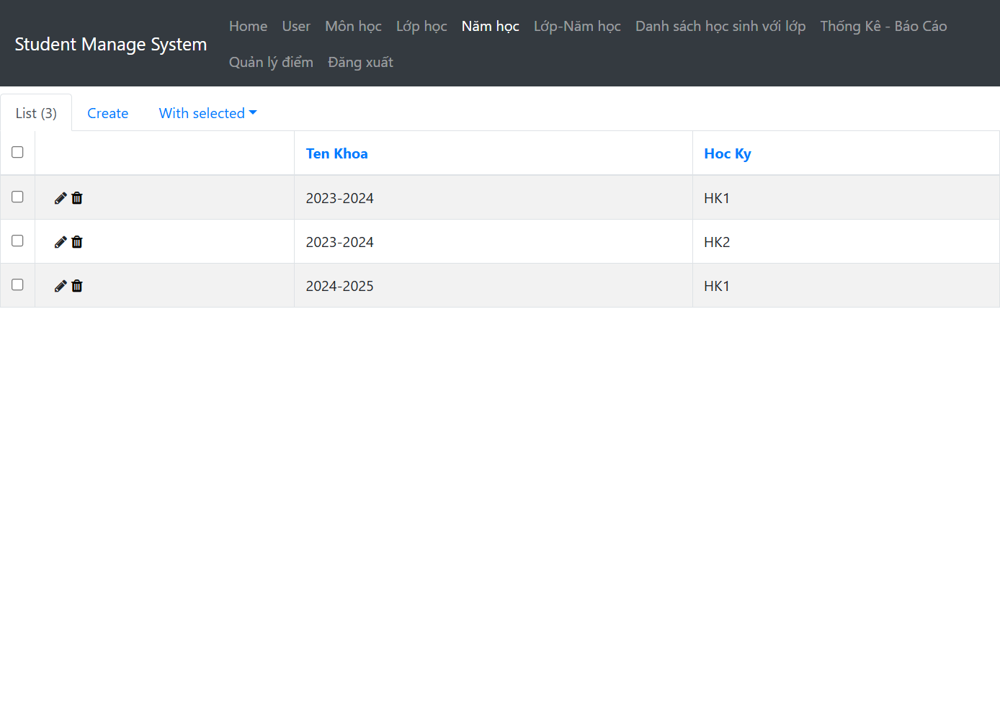 Student Manage System
Home User Môn học Lớp học Năm học Lớp-Năm học Danh sách học sinh với lớp Thống Kê - Báo Cáo
Quản lý điểm Đăng xuất
List (3) Create With selected
Ten Khoa Hoc Ky
2023-2024 HK1
2023-2024 HK2
2024-2025 HK1